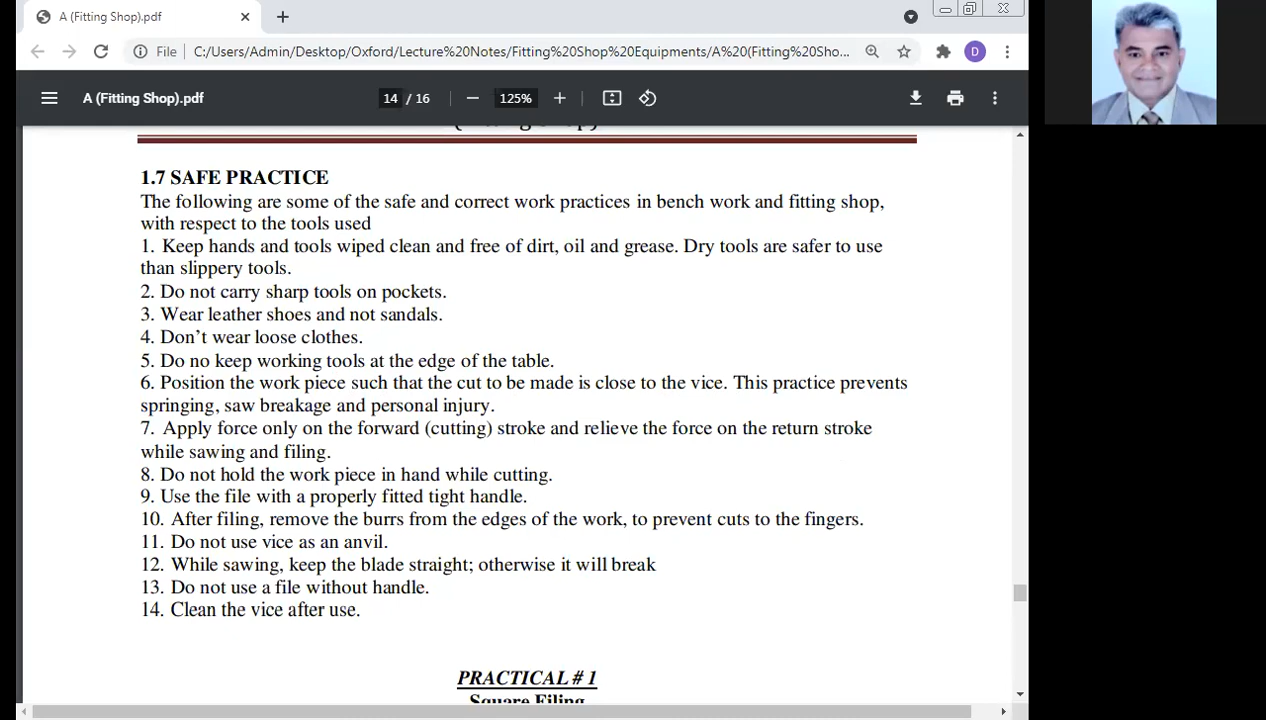 A (Fitting Shop).pdf
File C:/Users/Admin/Desktop/Oxford/Lecture%20Notes/Fitting%20Shop%20Equipments/A%20(Fitting%20Sho...
D
A (Fitting Shop).pdf
14 / 16
125%
(Fitting Shop)
1.7 SAFE PRACTICE
The following are some of the safe and correct work practices in bench work and fitting shop,
with respect to the tools used
1. Keep hands and tools wiped clean and free of dirt, oil and grease. Dry tools are safer to use
than slippery tools.
2. Do not carry sharp tools on pockets.
3. Wear leather shoes and not sandals.
4. Don’t wear loose clothes.
5. Do no keep working tools at the edge of the table.
6. Position the work piece such that the cut to be made is close to the vice. This practice prevents
springing, saw breakage and personal injury.
7. Apply force only on the forward (cutting) stroke and relieve the force on the return stroke
while sawing and filing.
8. Do not hold the work piece in hand while cutting.
9. Use the file with a properly fitted tight handle.
10. After filing, remove the burrs from the edges of the work, to prevent cuts to the fingers.
11. Do not use vice as an anvil.
12. While sawing, keep the blade straight; otherwise it will break
13. Do not use a file without handle.
14. Clean the vice after use.
PRACTICAL # 1
Square Filing